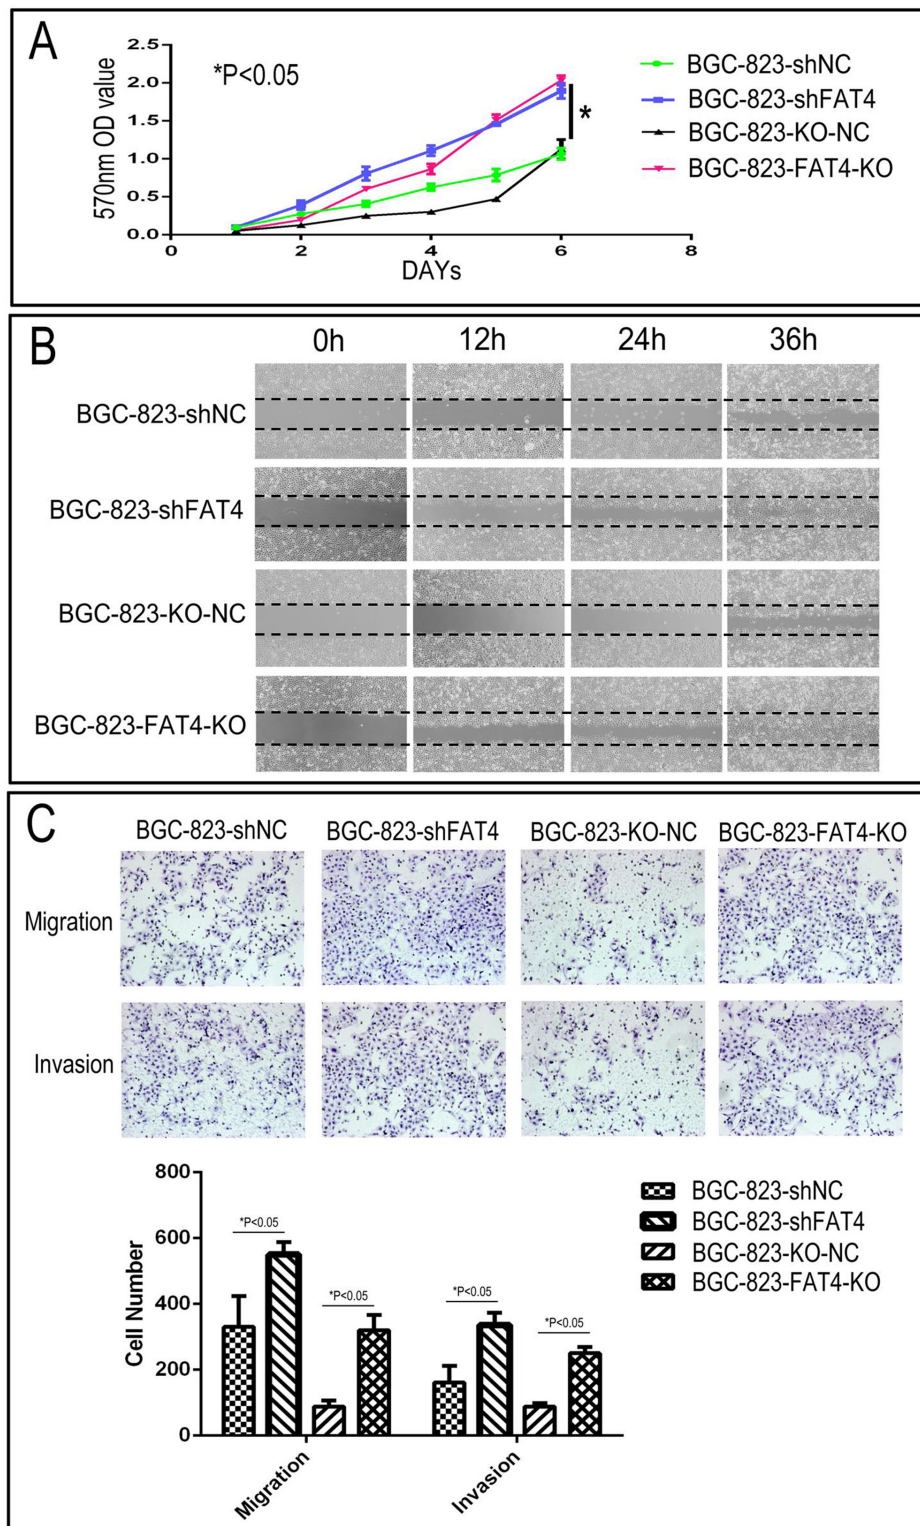 A
2.5
2.0
1.5
1.0
0.5
0.0
570nm OD value
*P<0.05
*
0 2 4 6 8
DAYs
BGC-823-shNC
BGC-823-shFAT4
BGC-823-KO-NC
BGC-823-FAT4-KO
B
0h 12h 24h 36h
BGC-823-shNC
BGC-823-shFAT4
BGC-823-KO-NC
BGC-823-FAT4-KO
C
BGC-823-shNC BGC-823-shFAT4 BGC-823-KO-NC BGC-823-FAT4-KO
Migration
Invasion
800
600
400
200
0
Cell Number
*P<0.05
*P<0.05
*P<0.05
*P<0.05
Migration
Invasion
BGC-823-shNC
BGC-823-shFAT4
BGC-823-KO-NC
BGC-823-FAT4-KO